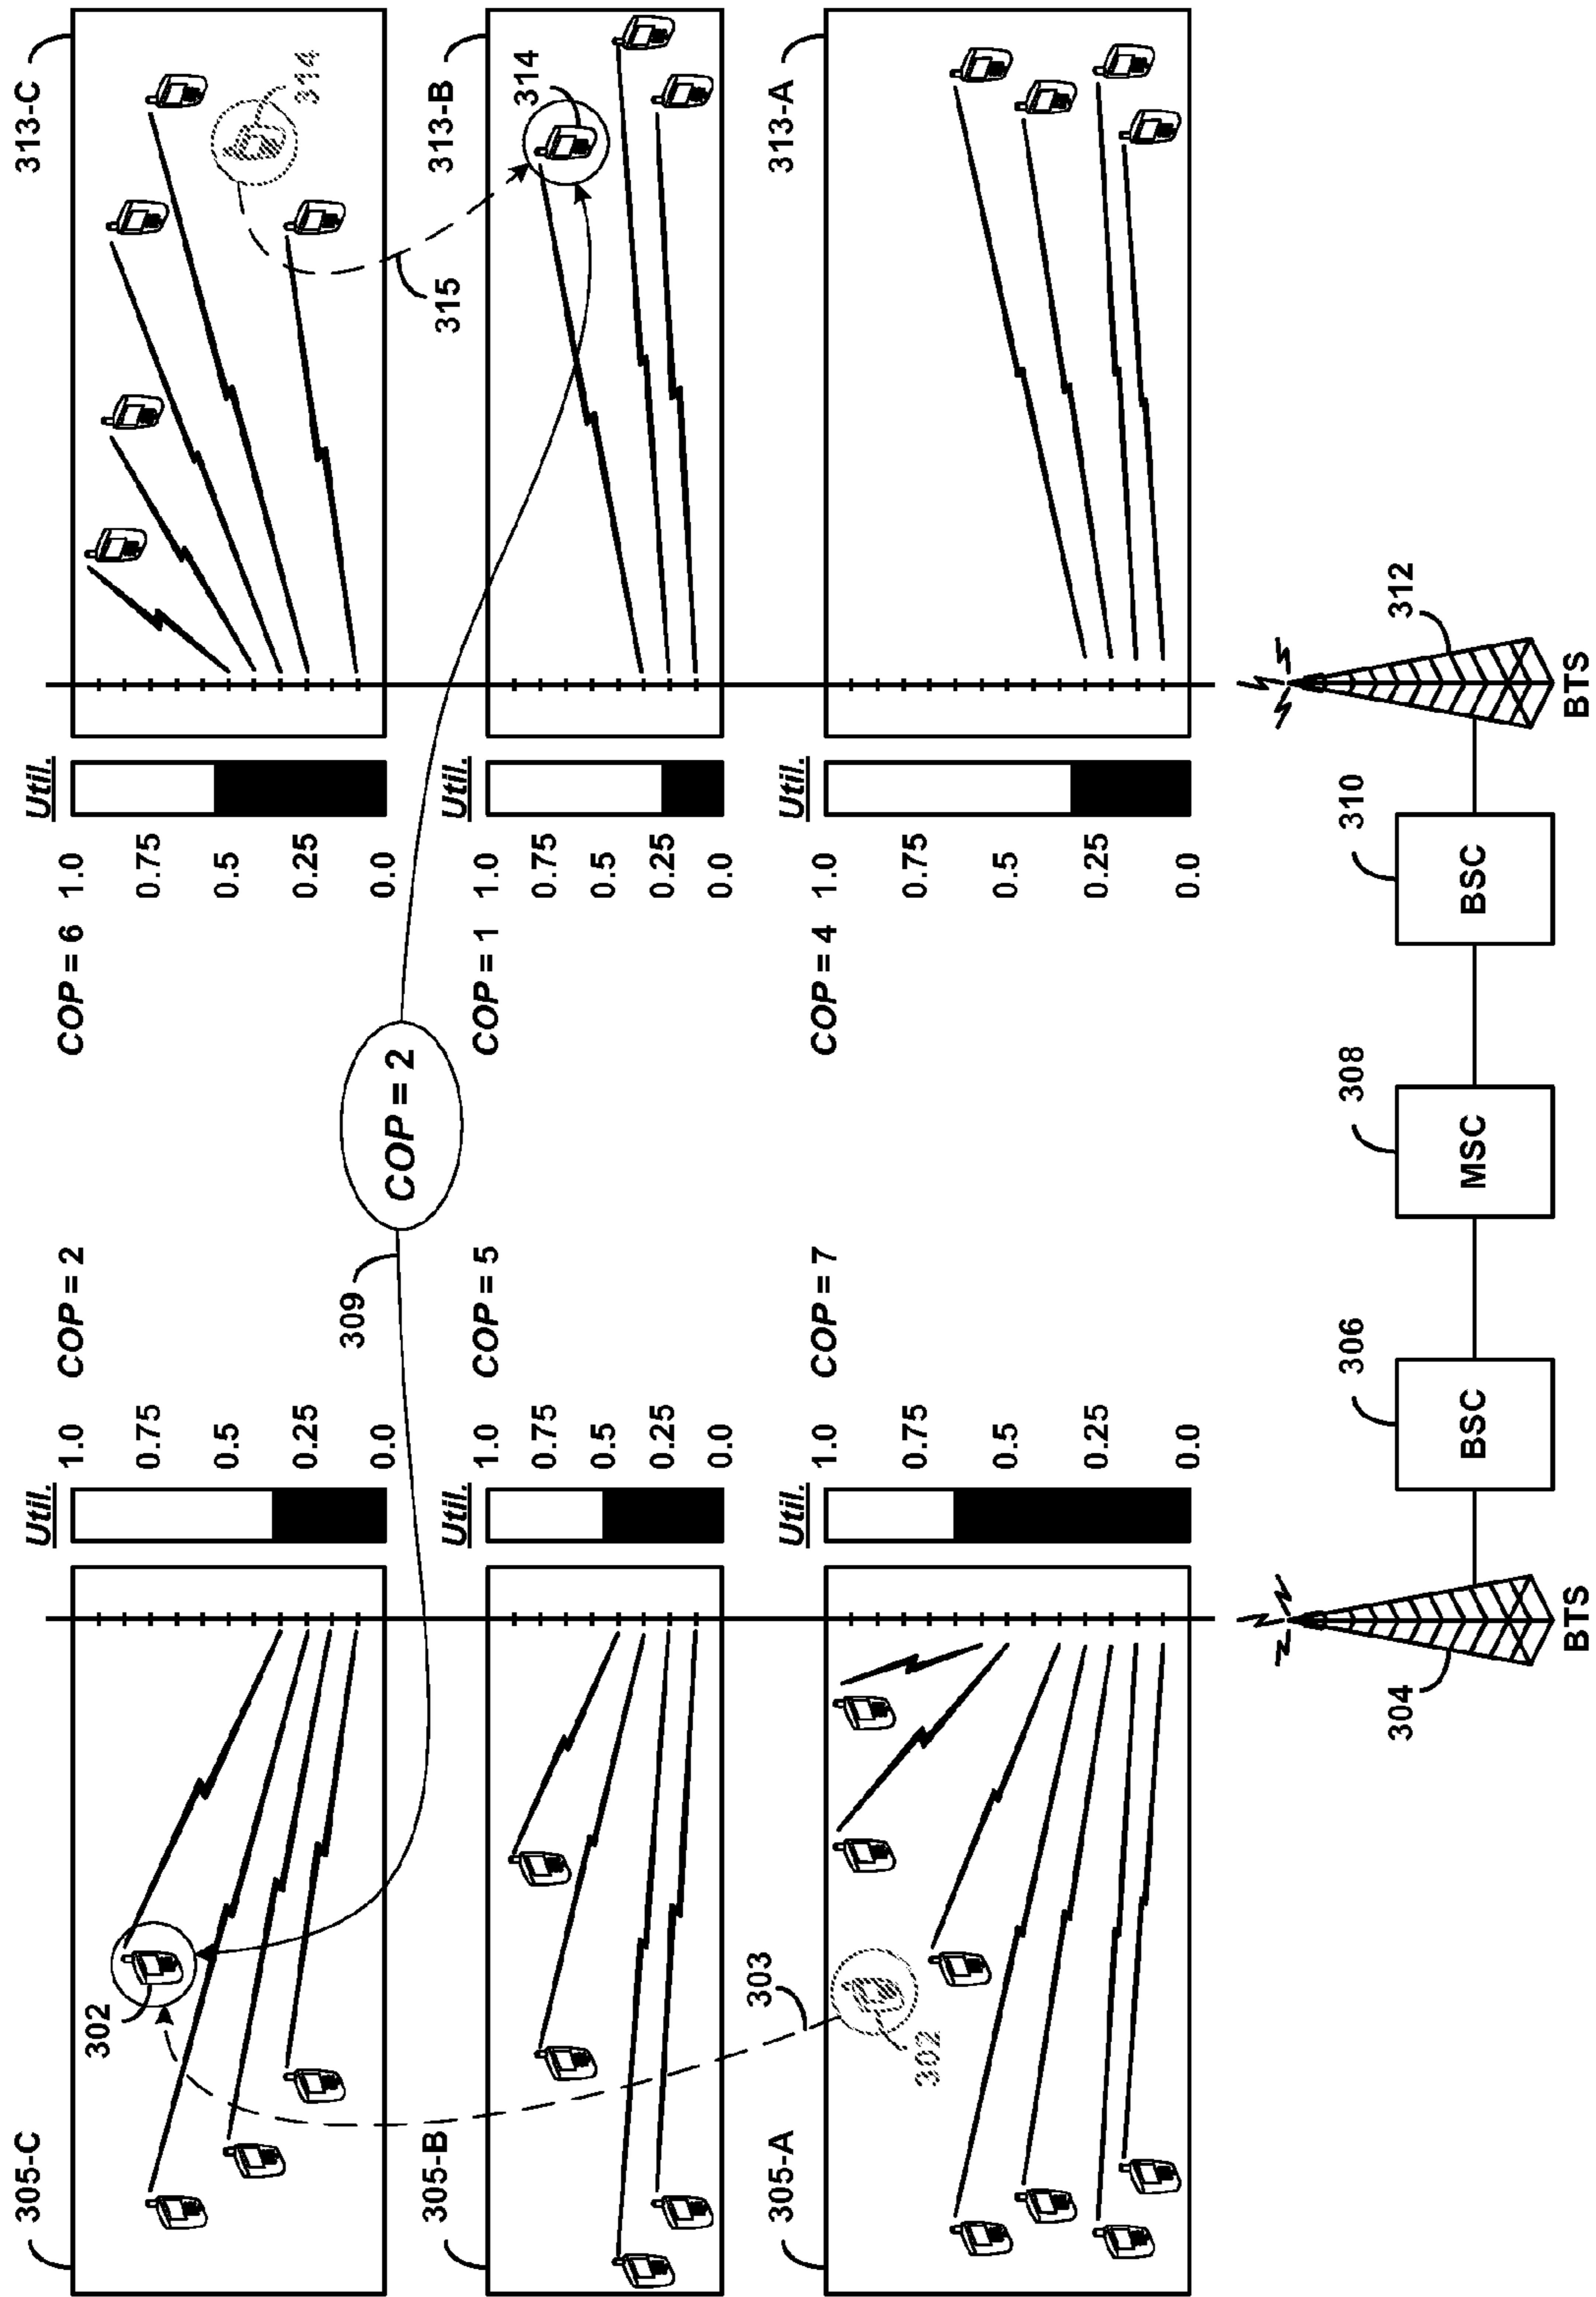 305-C
302
Util.
1.0
0.75
0.5
0.25
0.0
COP = 2
COP = 6
Util.
1.0
0.75
0.5
0.25
0.0
313-C
314
309
COP = 2
315
305-B
Util.
1.0
0.75
0.5
0.25
0.0
COP = 5
COP = 1
Util.
1.0
0.75
0.5
0.25
0.0
313-B
314
303
305-A
302
Util.
1.0
0.75
0.5
0.25
0.0
COP = 7
COP = 4
Util.
1.0
0.75
0.5
0.25
0.0
313-A
304
BTS
306
BSC
308
MSC
310
BSC
312
BTS